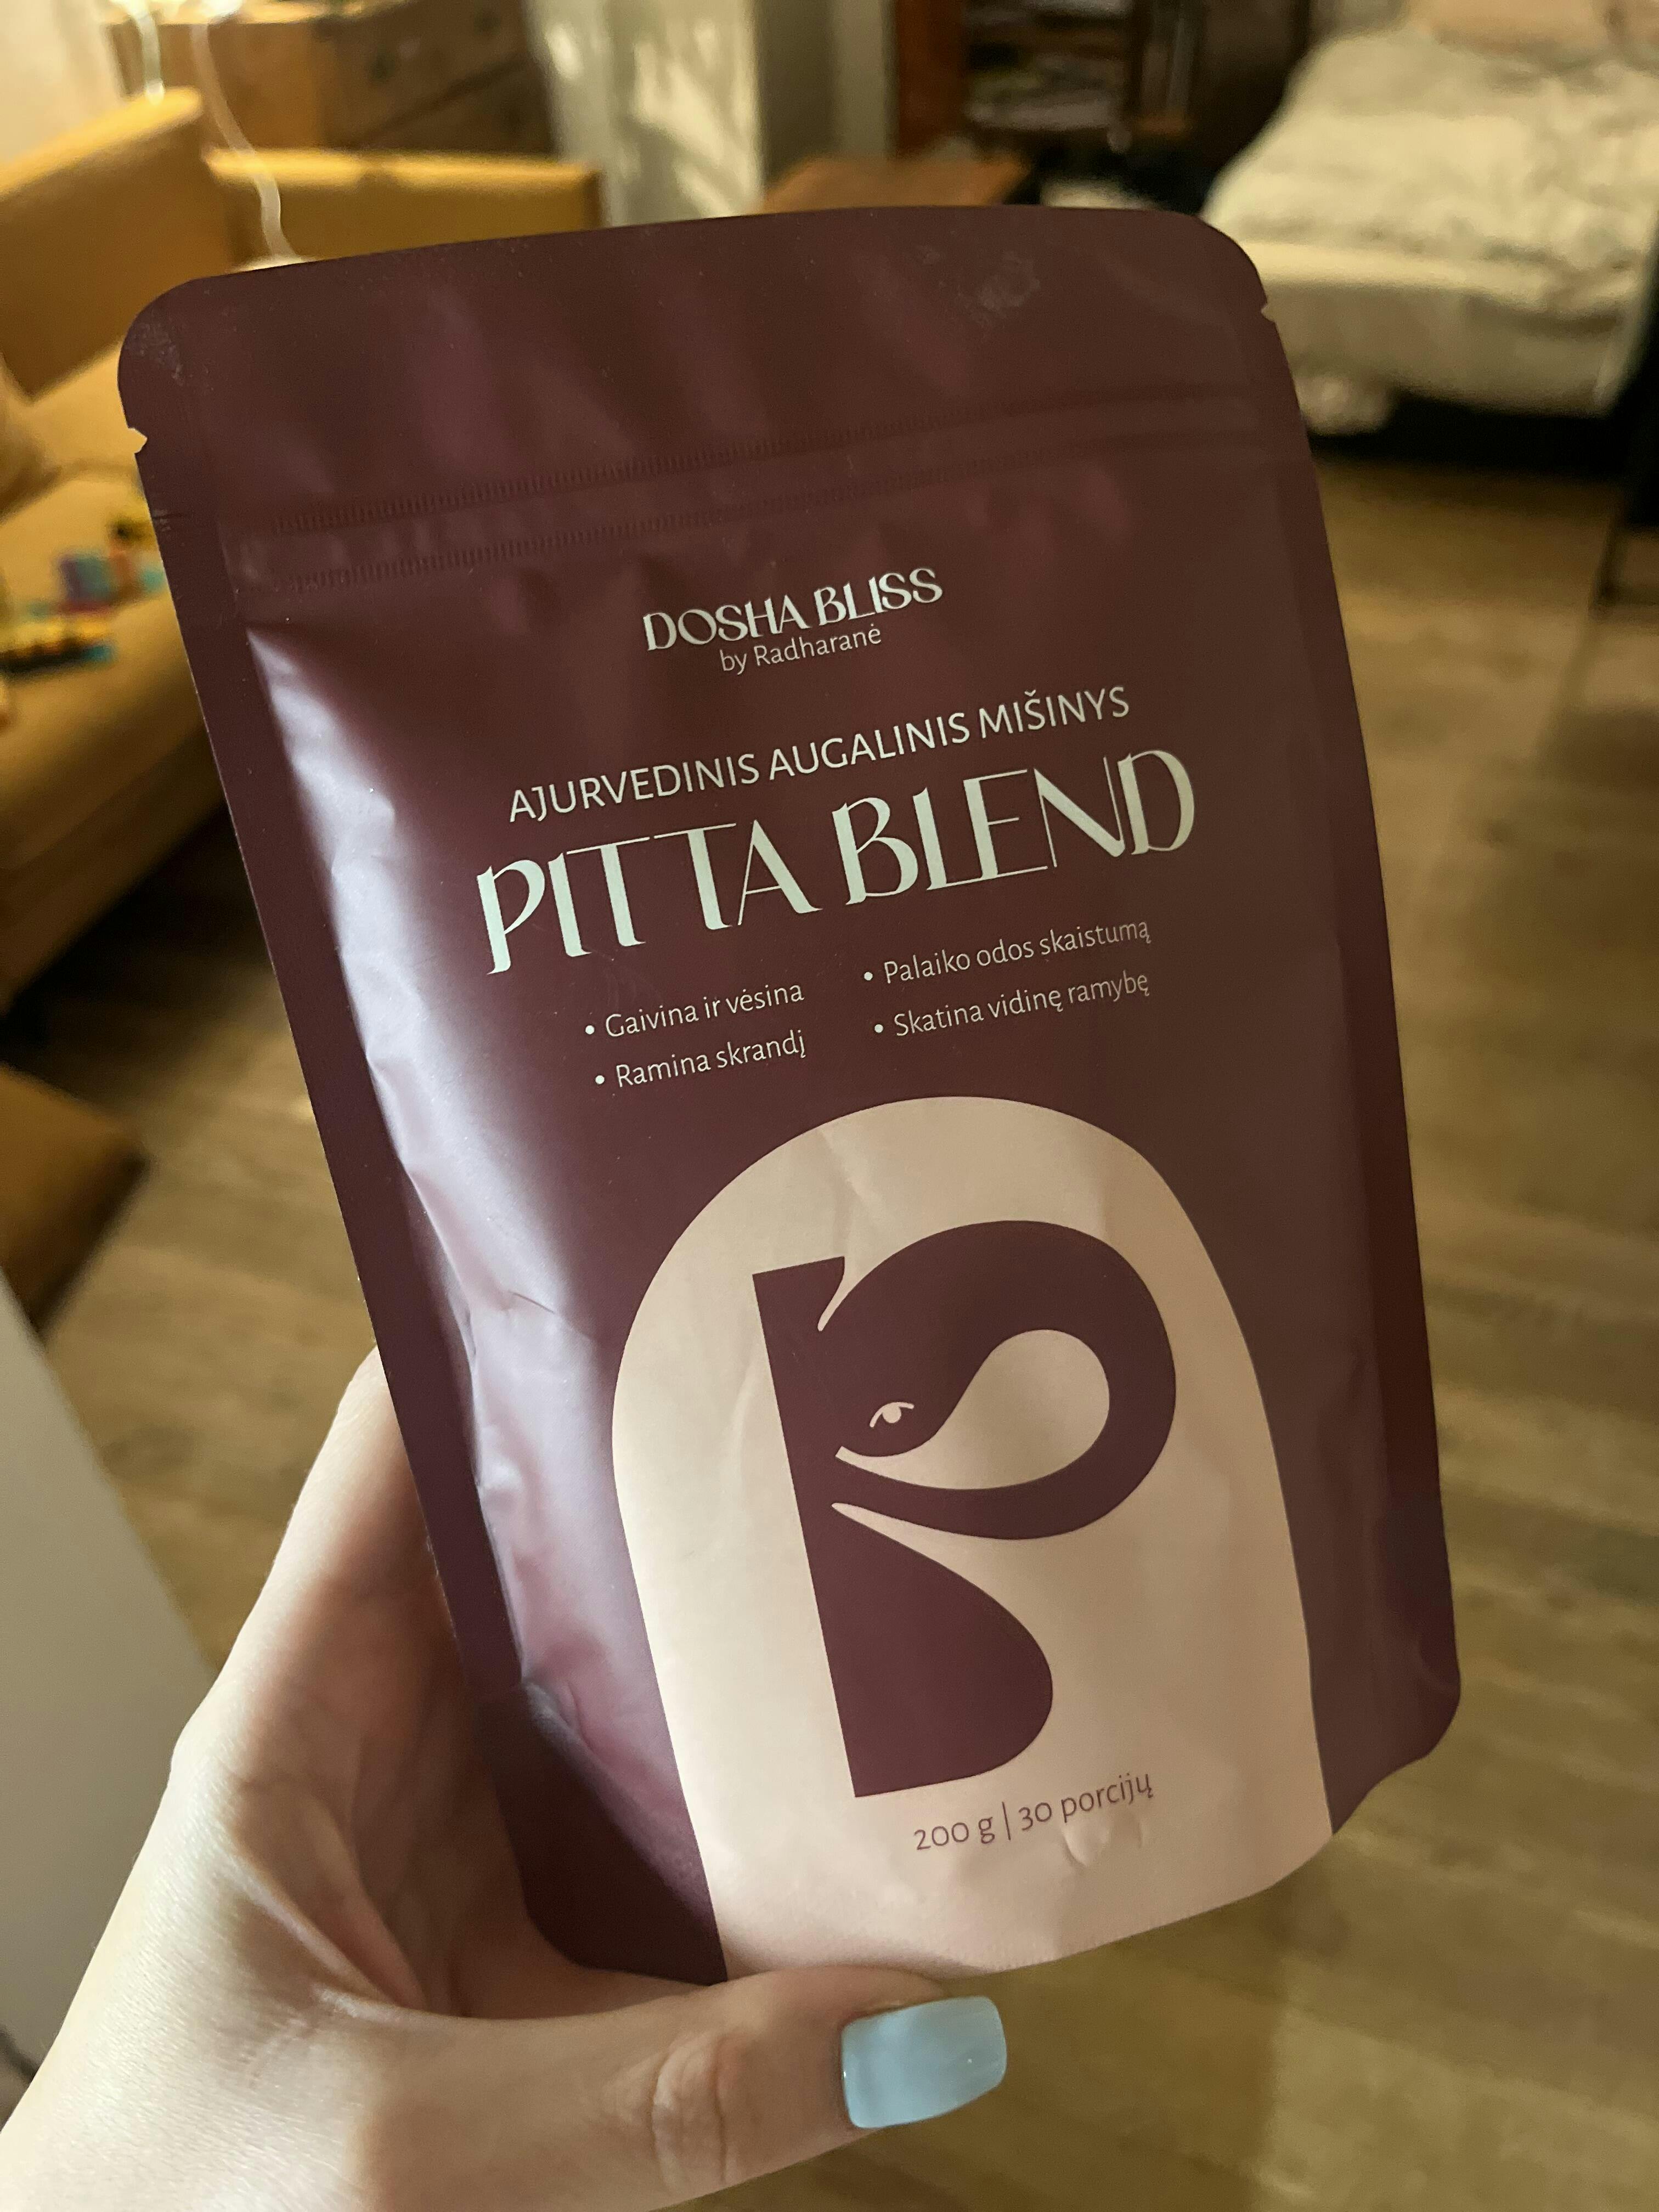 DOSHA BLISS
by Radharanė
AJURVEDINIS AUGALINIS MIŠINYS
PITTA BLEND
• Gaivina ir vėsina
• Ramina skrandį
• Palaiko odos skaistumą
• Skatina vidinę ramybę
200 g | 30 porcijų